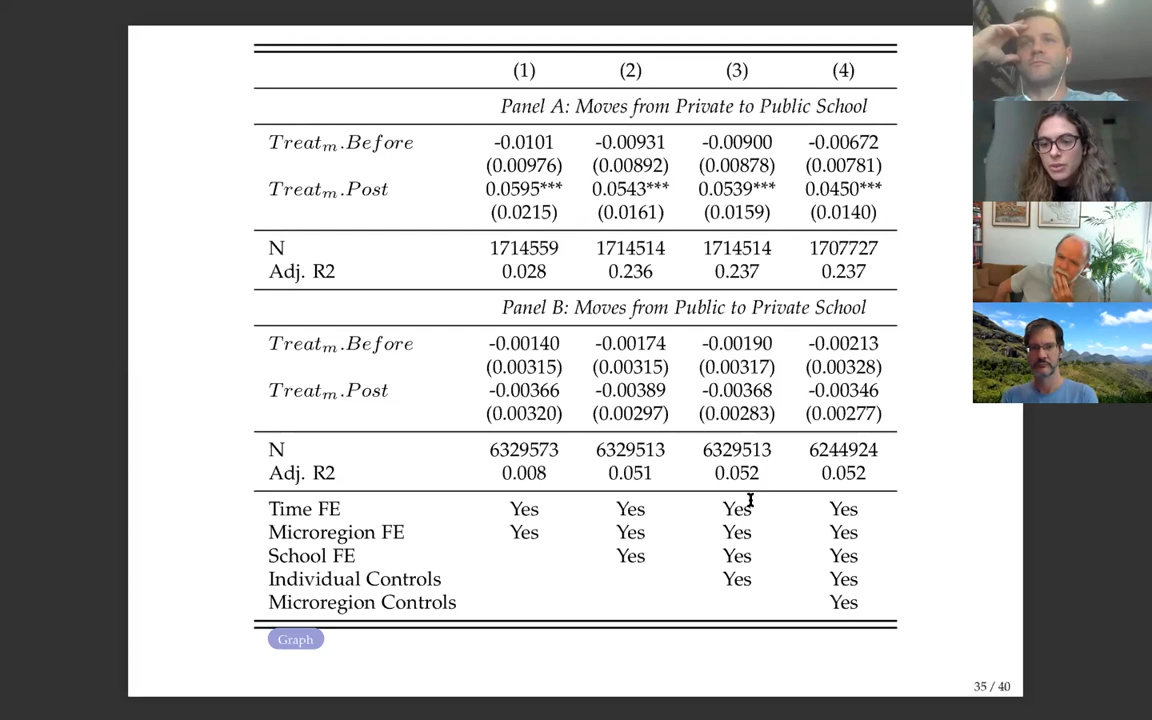 (1) (2) (3) (4)
Panel A: Moves from Private to Public School
Treatm.Before -0.0101 -0.00931 -0.00900 -0.00672
(0.00976) (0.00892) (0.00878) (0.00781)
Treatm.Post 0.0595*** 0.0543*** 0.0539*** 0.0450***
(0.0215) (0.0161) (0.0159) (0.0140)
N 1714559 1714514 1714514 1707727
Adj. R2 0.028 0.236 0.237 0.237
Panel B: Moves from Public to Private School
Treatm.Before -0.00140 -0.00174 -0.00190 -0.00213
(0.00315) (0.00315) (0.00317) (0.00328)
Treatm.Post -0.00366 -0.00389 -0.00368 -0.00346
(0.00320) (0.00297) (0.00283) (0.00277)
N 6329573 6329513 6329513 6244924
Adj. R2 0.008 0.051 0.052 0.052
Time FE Yes Yes Yes Yes
Microregion FE Yes Yes Yes Yes
School FE Yes Yes Yes
Individual Controls Yes Yes
Microregion Controls Yes
Graph
35 / 40